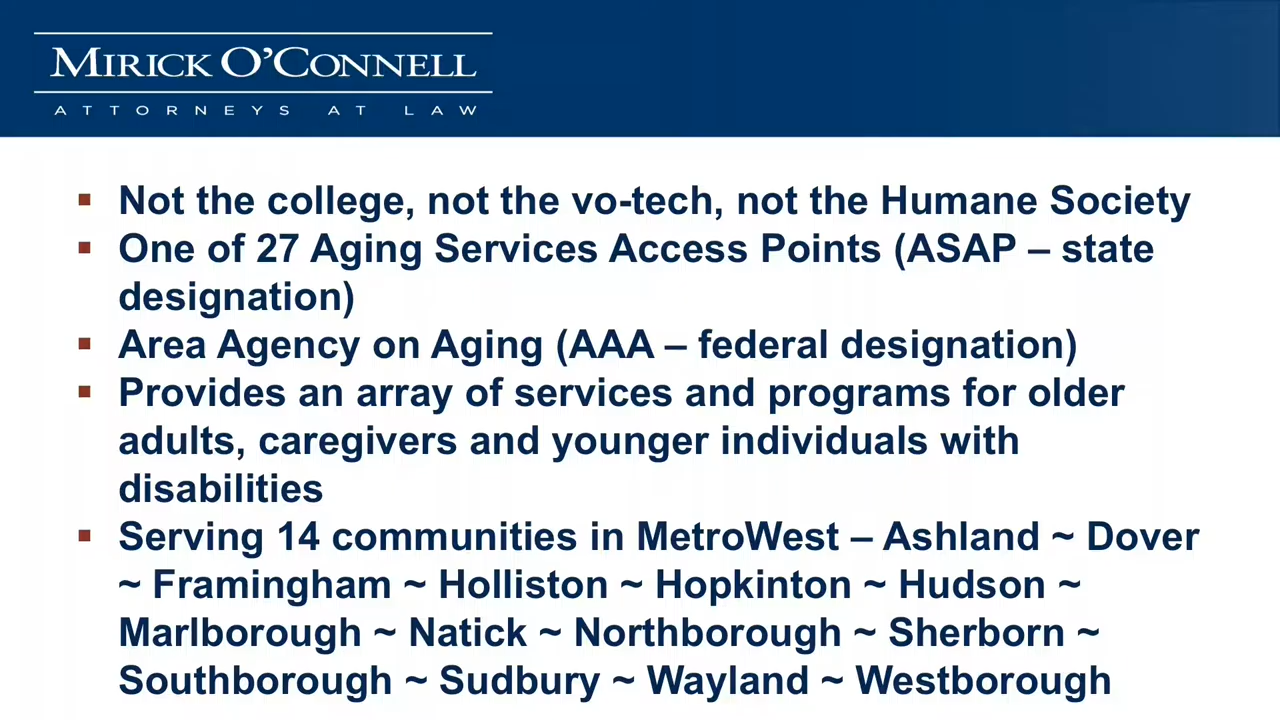 MIRICK O'CONNELL
ATTORNEYS AT LAW
▪ Not the college, not the vo-tech, not the Humane Society
▪ One of 27 Aging Services Access Points (ASAP – state
designation)
▪ Area Agency on Aging (AAA – federal designation)
▪ Provides an array of services and programs for older
adults, caregivers and younger individuals with
disabilities
▪ Serving 14 communities in MetroWest – Ashland ~ Dover
~ Framingham ~ Holliston ~ Hopkinton ~ Hudson ~
Marlborough ~ Natick ~ Northborough ~ Sherborn ~
Southborough ~ Sudbury ~ Wayland ~ Westborough